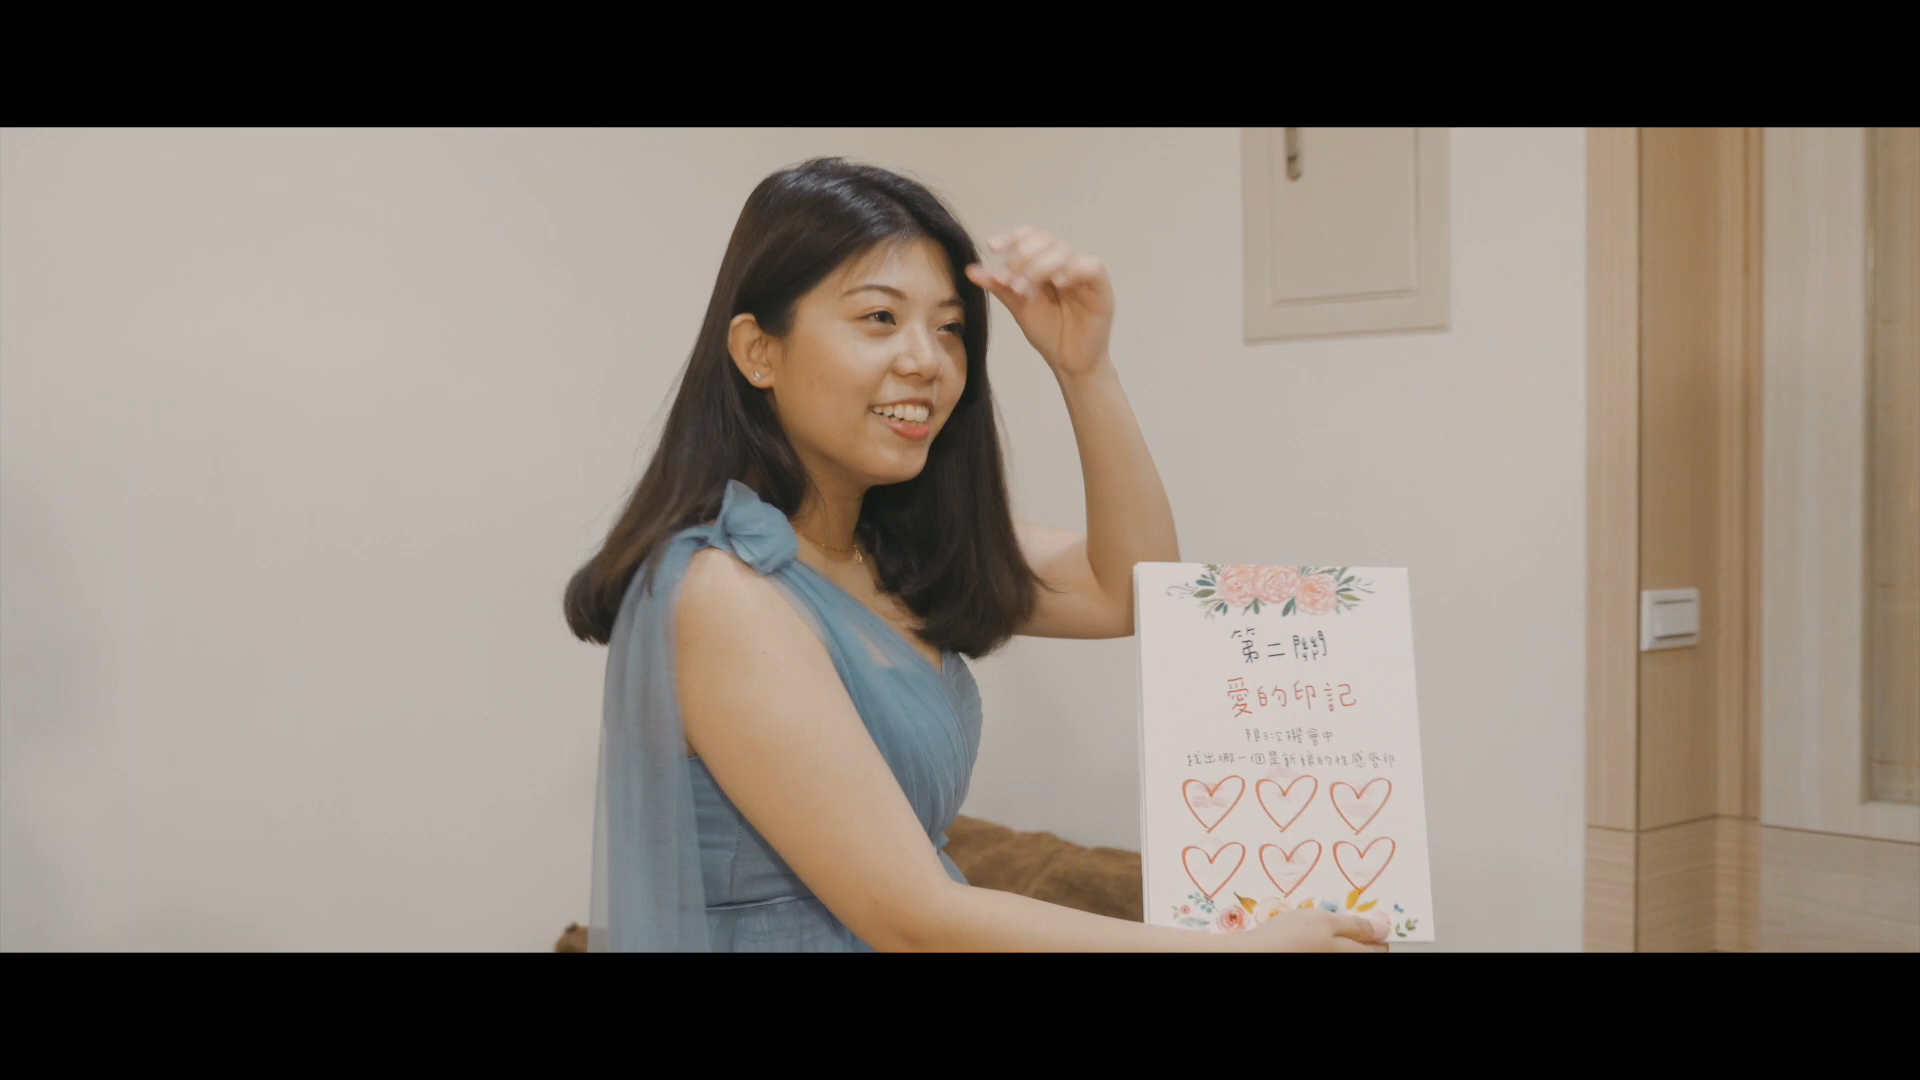 第二關
愛的印記
限3次機會中
找出哪一個是新娘的性感唇印